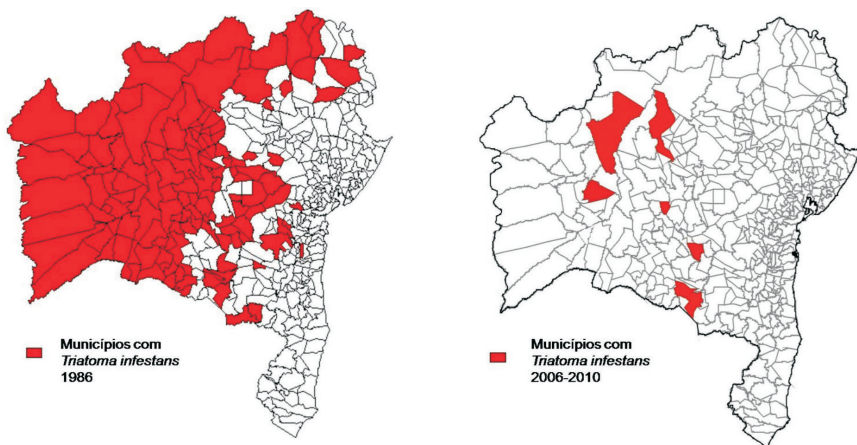 Municípios com
Triatoma infestans
1986
Municípios com
Triatoma infestans
2006-2010